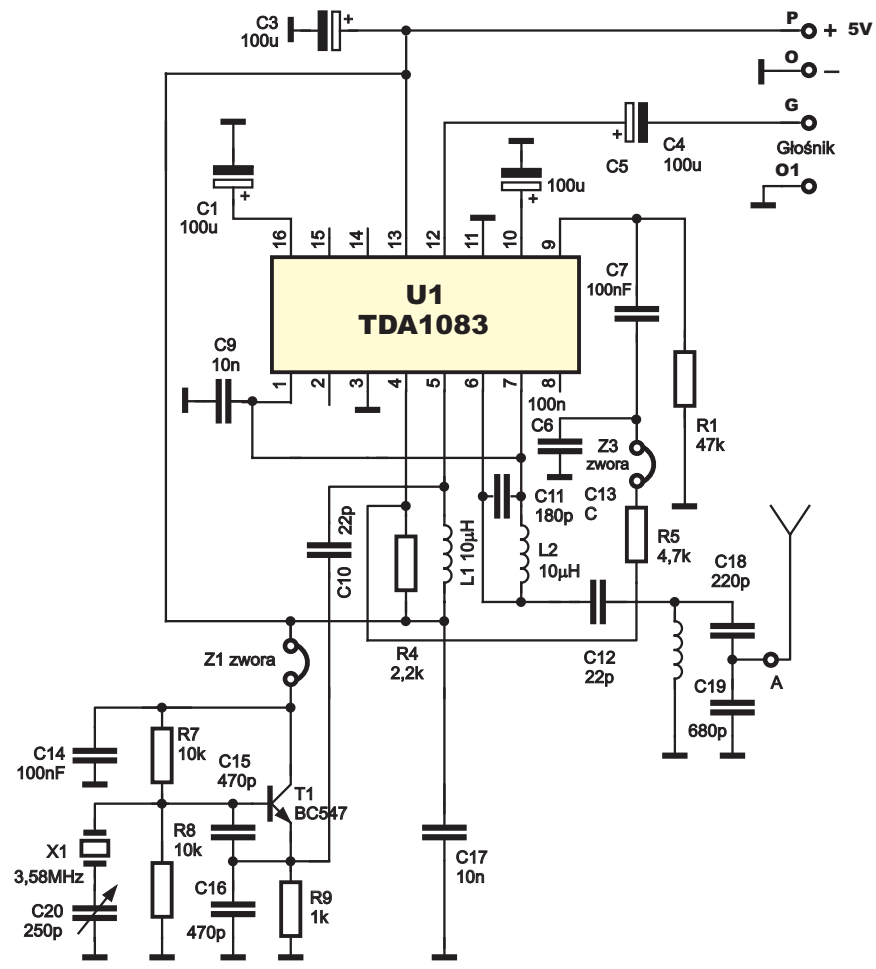 C3
100u
+
P
+ 5V
O
–
G
Głośnik
O1
+
C4
100u
C5
+
C1
100u
+
100u
16
15
14
13
12
11
10
9
U1
TDA1083
1
2
3
4
5
6
7
8
C7
100nF
C9
10n
100n
C6
R1
47k
Z3
zwora
C13
C
C11
180p
22p
C10
L1 10µH
L2
10µH
R5
4,7k
C18
220p
Z1 zwora
R4
2,2k
C12
22p
A
C19
680p
C14
100nF
R7
10k
C15
470p
T1
BC547
R8
10k
X1
3,58MHz
C17
10n
C16
470p
R9
1k
C20
250p